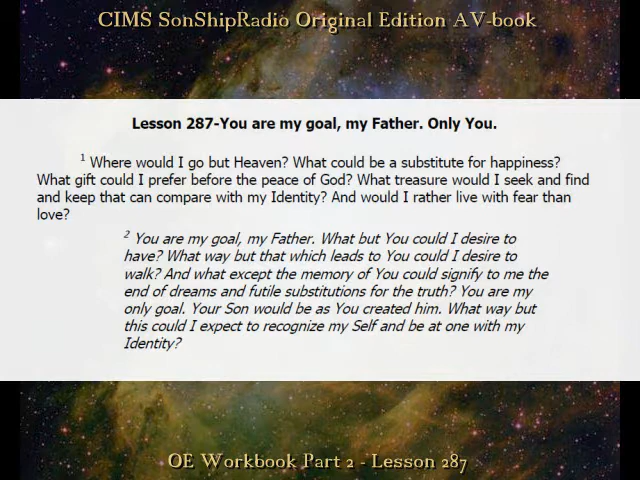 CIMS SonShipRadio Original Edition AV-book
Lesson 287-You are my goal, my Father. Only You.
1 Where would I go but Heaven? What could be a substitute for happiness?
What gift could I prefer before the peace of God? What treasure would I seek and find
and keep that can compare with my Identity? And would I rather live with fear than
love?
2 You are my goal, my Father. What but You could I desire to
have? What way but that which leads to You could I desire to
walk? And what except the memory of You could signify to me the
end of dreams and futile substitutions for the truth? You are my
only goal. Your Son would be as You created him. What way but
this could I expect to recognize my Self and be at one with my
Identity?
OE Workbook Part 2 - Lesson 287